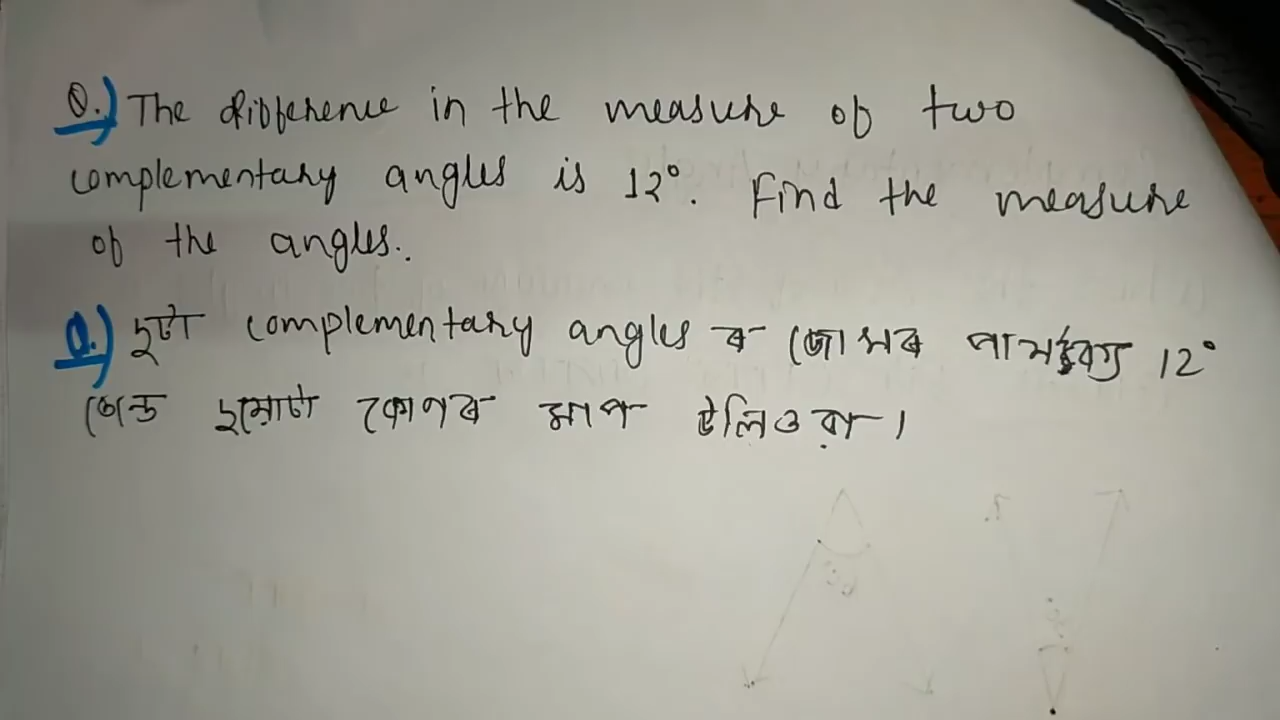 Q.) The difference in the measure of two
complementary angles is 12°. Find the measure
of the angles.
Q.) দুটা complementary angles ৰ জোখৰ পাৰ্থক্য 12°
তেন্তে দুয়োটা কোণৰ মাপ উলিওৱা।